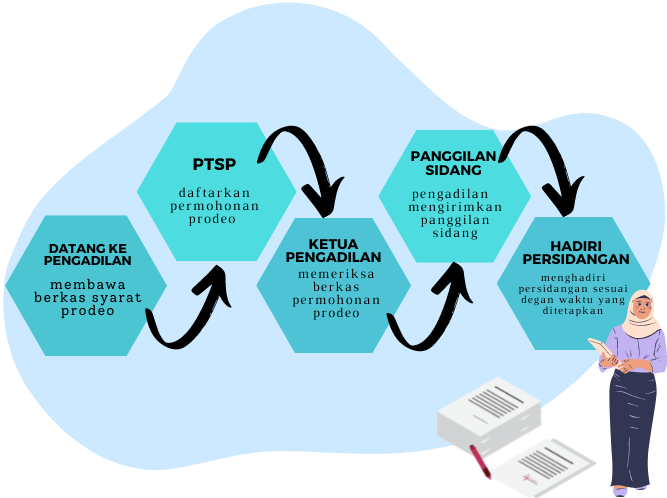 DATANG KE
PENGADILAN
membawa
berkas syarat
prodeo
PTSP
daftarkan
permohonan
prodeo
KETUA
PENGADILAN
memeriksa
berkas
permohonan
prodeo
PANGGILAN
SIDANG
pengadilan
mengirimkan
panggilan
sidang
HADIRI
PERSIDANGAN
menghadiri
persidangan sesuai
degan waktu yang
ditetapkan